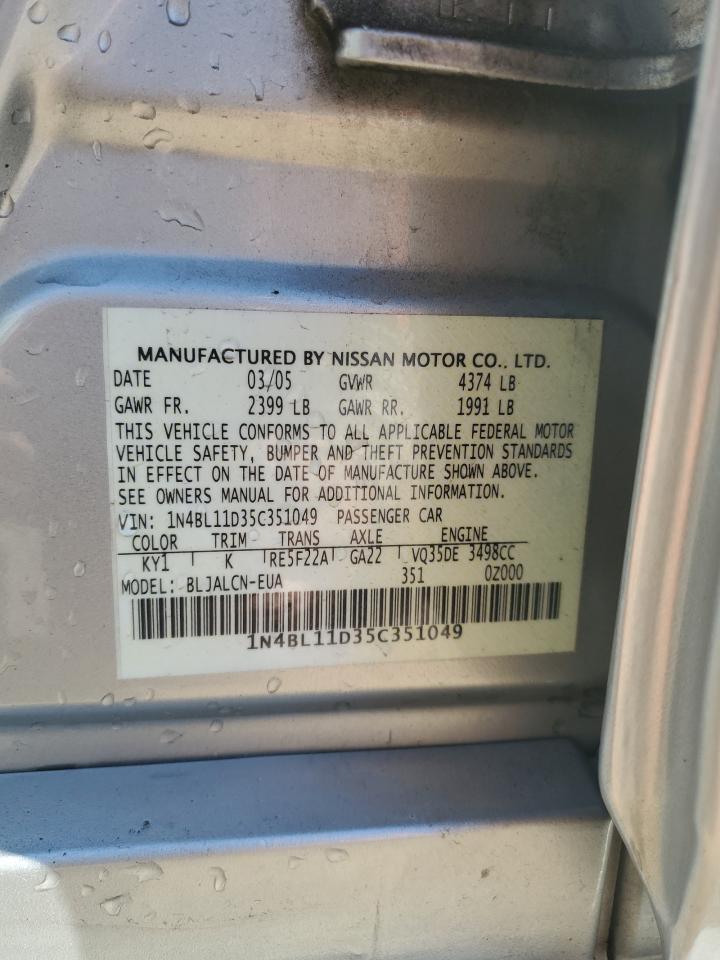 MANUFACTURED BY NISSAN MOTOR CO., LTD.
DATE 03/05 GVWR 4374 LB
GAWR FR. 2399 LB GAWR RR. 1991 LB
THIS VEHICLE CONFORMS TO ALL APPLICABLE FEDERAL MOTOR
VEHICLE SAFETY, BUMPER AND THEFT PREVENTION STANDARDS
IN EFFECT ON THE DATE OF MANUFACTURE SHOWN ABOVE.
SEE OWNERS MANUAL FOR ADDITIONAL INFORMATION.
VIN: 1N4BL11D35C351049 PASSENGER CAR
COLOR TRIM TRANS AXLE ENGINE
KY1 K RE5F22A GA22 VQ35DE 3498CC
MODEL: BLJALCN-EUA 351 0Z000
1N4BL11D35C351049